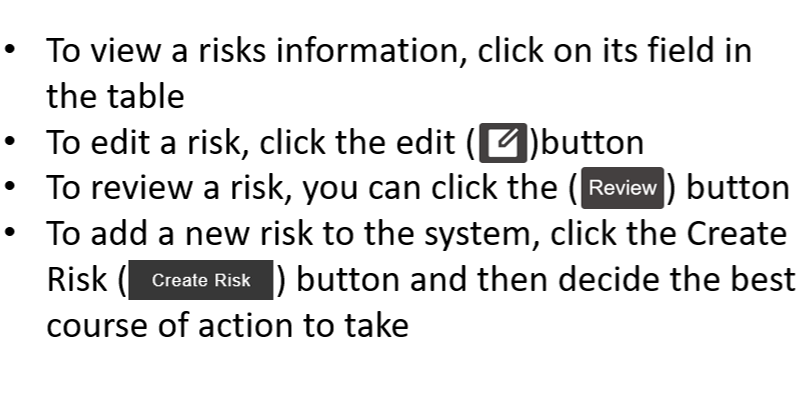 • To view a risks information, click on its field in
the table
• To edit a risk, click the edit ( )button
• To review a risk, you can click the ( Review ) button
• To add a new risk to the system, click the Create
Risk ( Create Risk ) button and then decide the best
course of action to take